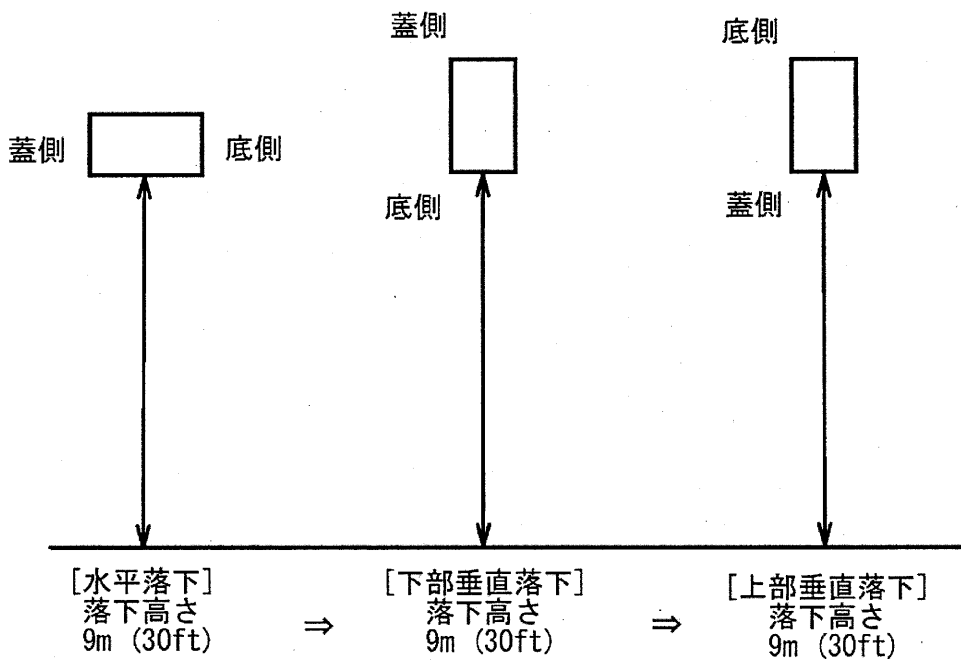 蓋側
底側
蓋側
底側
底側
蓋側
[水平落下]
落下高さ
9m (30ft)
⇒
[下部垂直落下]
落下高さ
9m (30ft)
⇒
[上部垂直落下]
落下高さ
9m (30ft)